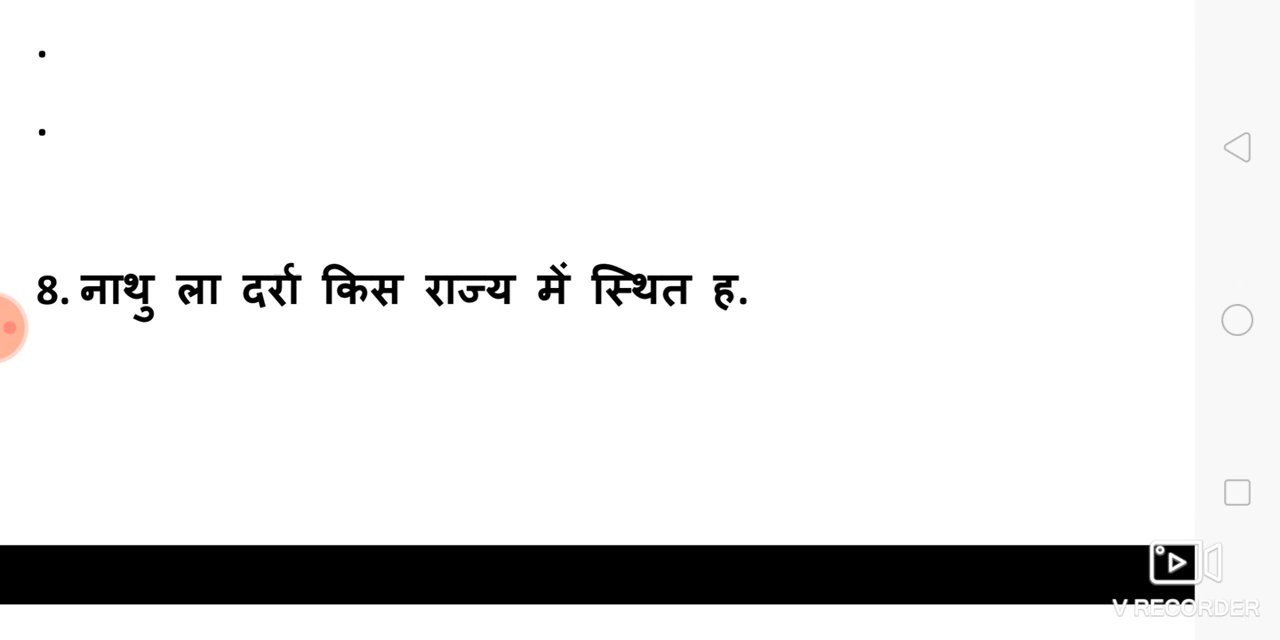 .
.
8. नाथु ला दर्रा किस राज्य में स्थित ह.
V RECORDER